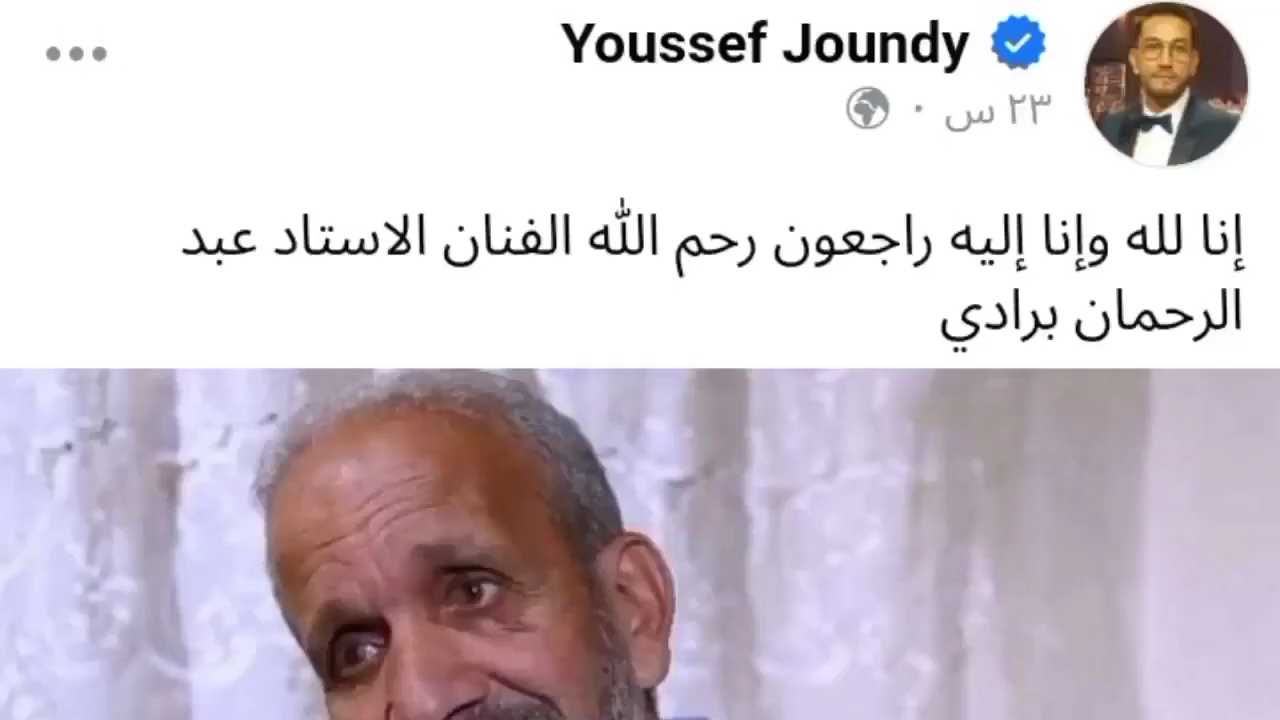 Youssef Joundy
٢٣ س ·
إنا لله وإنا إليه راجعون رحم الله الفنان الاستاد عبد
الرحمان برادي